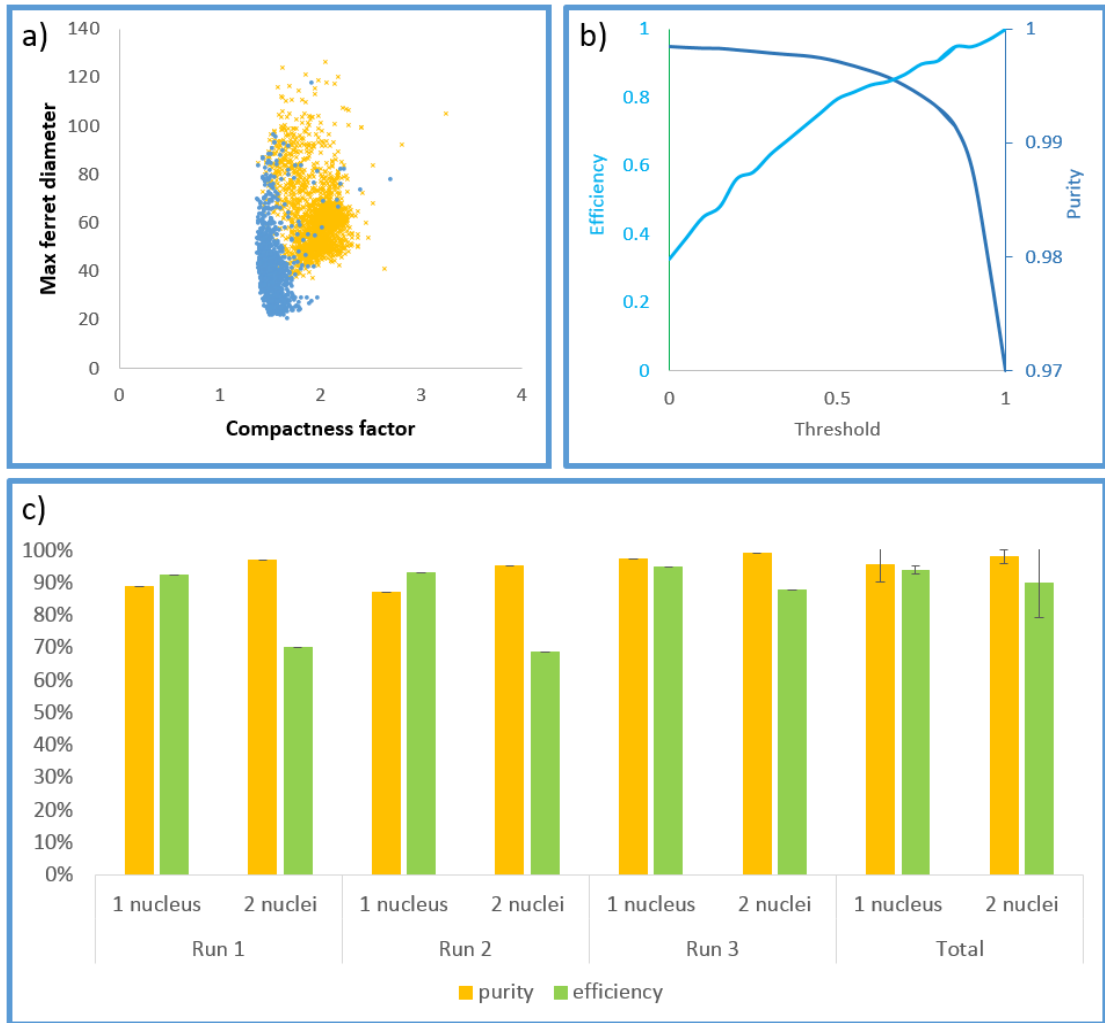 a)
140
120
100
80
60
40
20
0
0 1 2 3 4
Max ferret diameter
Compactness factor
b)
1
0.8
0.6
0.4
0.2
0
Efficiency
1
0.99
0.98
0.97
Purity
0 0.5 1
Threshold
c)
100%
90%
80%
70%
60%
50%
40%
30%
20%
10%
0%
1 nucleus 2 nuclei 1 nucleus 2 nuclei 1 nucleus 2 nuclei 1 nucleus 2 nuclei
Run 1 Run 2 Run 3 Total
purity efficiency